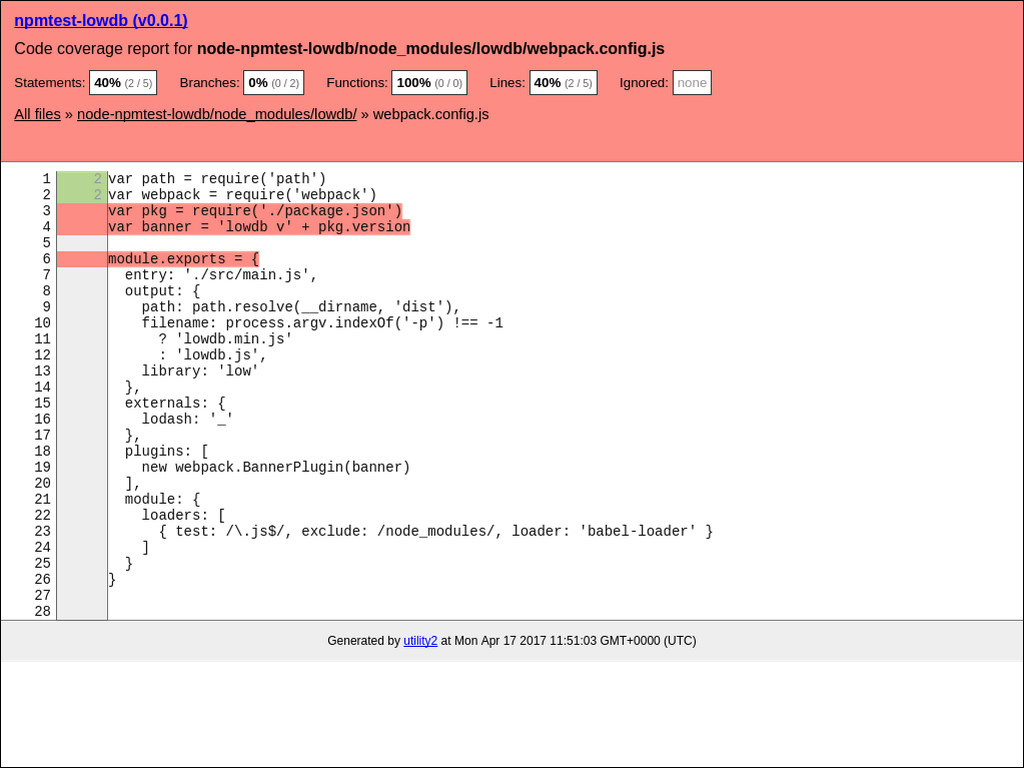 npmtest-lowdb (v0.0.1)
Code coverage report for node-npmtest-lowdb/node_modules/lowdb/webpack.config.js
Statements: 40% (2 / 5) Branches: 0% (0 / 2) Functions: 100% (0 / 0) Lines: 40% (2 / 5) Ignored: none
All files » node-npmtest-lowdb/node_modules/lowdb/ » webpack.config.js
1 2 var path = require('path')
2 2 var webpack = require('webpack')
3 var pkg = require('./package.json')
4 var banner = 'lowdb v' + pkg.version
5
6 module.exports = {
7   entry: './src/main.js',
8   output: {
9     path: path.resolve(__dirname, 'dist'),
10     filename: process.argv.indexOf('-p') !== -1
11       ? 'lowdb.min.js'
12       : 'lowdb.js',
13     library: 'low'
14   },
15   externals: {
16     lodash: '_'
17   },
18   plugins: [
19     new webpack.BannerPlugin(banner)
20   ],
21   module: {
22     loaders: [
23       { test: /\.js$/, exclude: /node_modules/, loader: 'babel-loader' }
24     ]
25   }
26 }
27
28
Generated by utility2 at Mon Apr 17 2017 11:51:03 GMT+0000 (UTC)